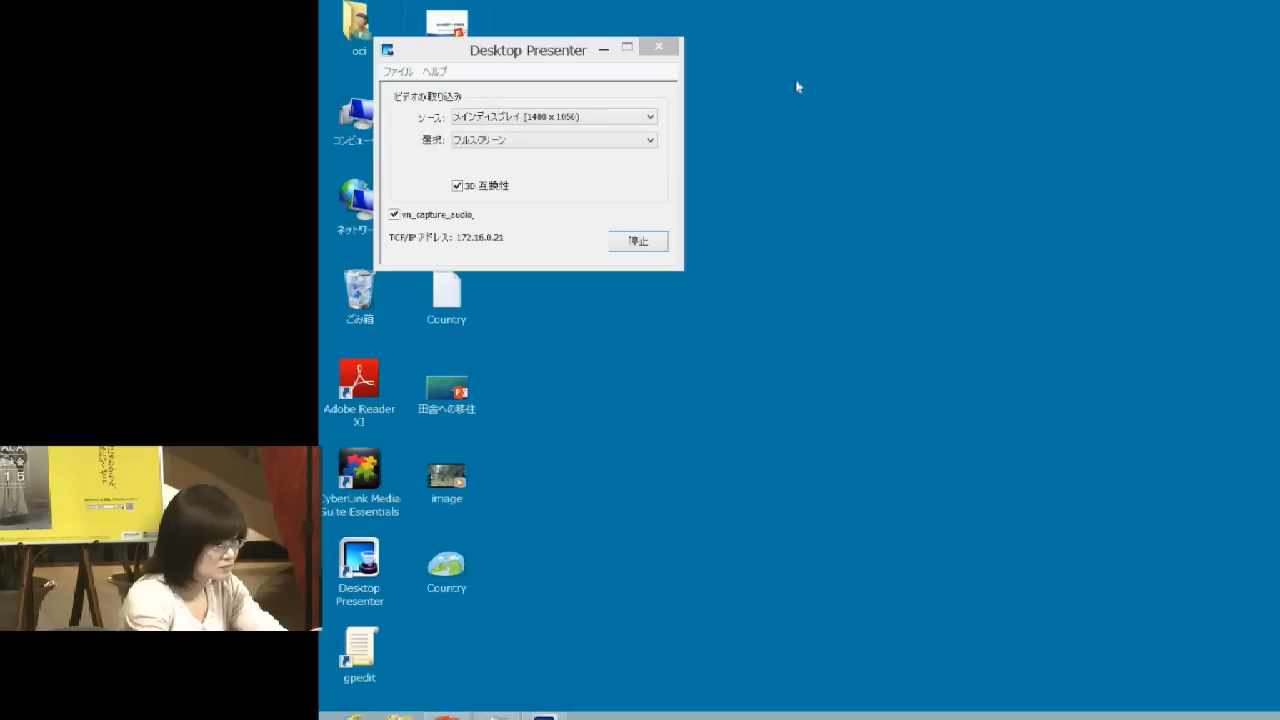 oci
Desktop Presenter
ファイル ヘルプ
ビデオの取り込み
ソース: メインディスプレイ (1400 x 1050)
選択: フルスクリーン
3D 互換性
vn_capture_audio_
TCP/IP アドレス: 172.16.0.21
停止
コンピュー
ネットワー
ごみ箱
Country
Adobe Reader
XI
田舎への移住
CyberLink Media
Suite Essentials
image
Desktop
Presenter
Country
gpedit